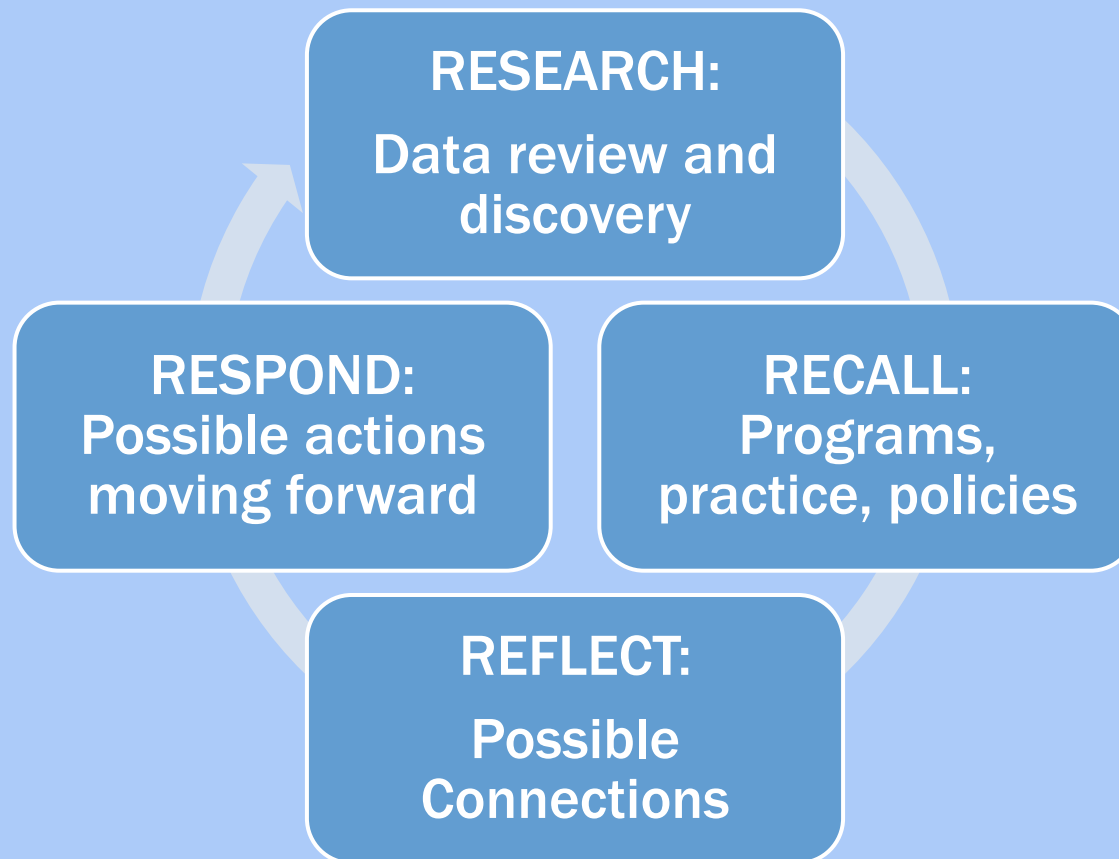 RESEARCH:
Data review and
discovery
RECALL:
Programs,
practice, policies
REFLECT:
Possible
Connections
RESPOND:
Possible actions
moving forward